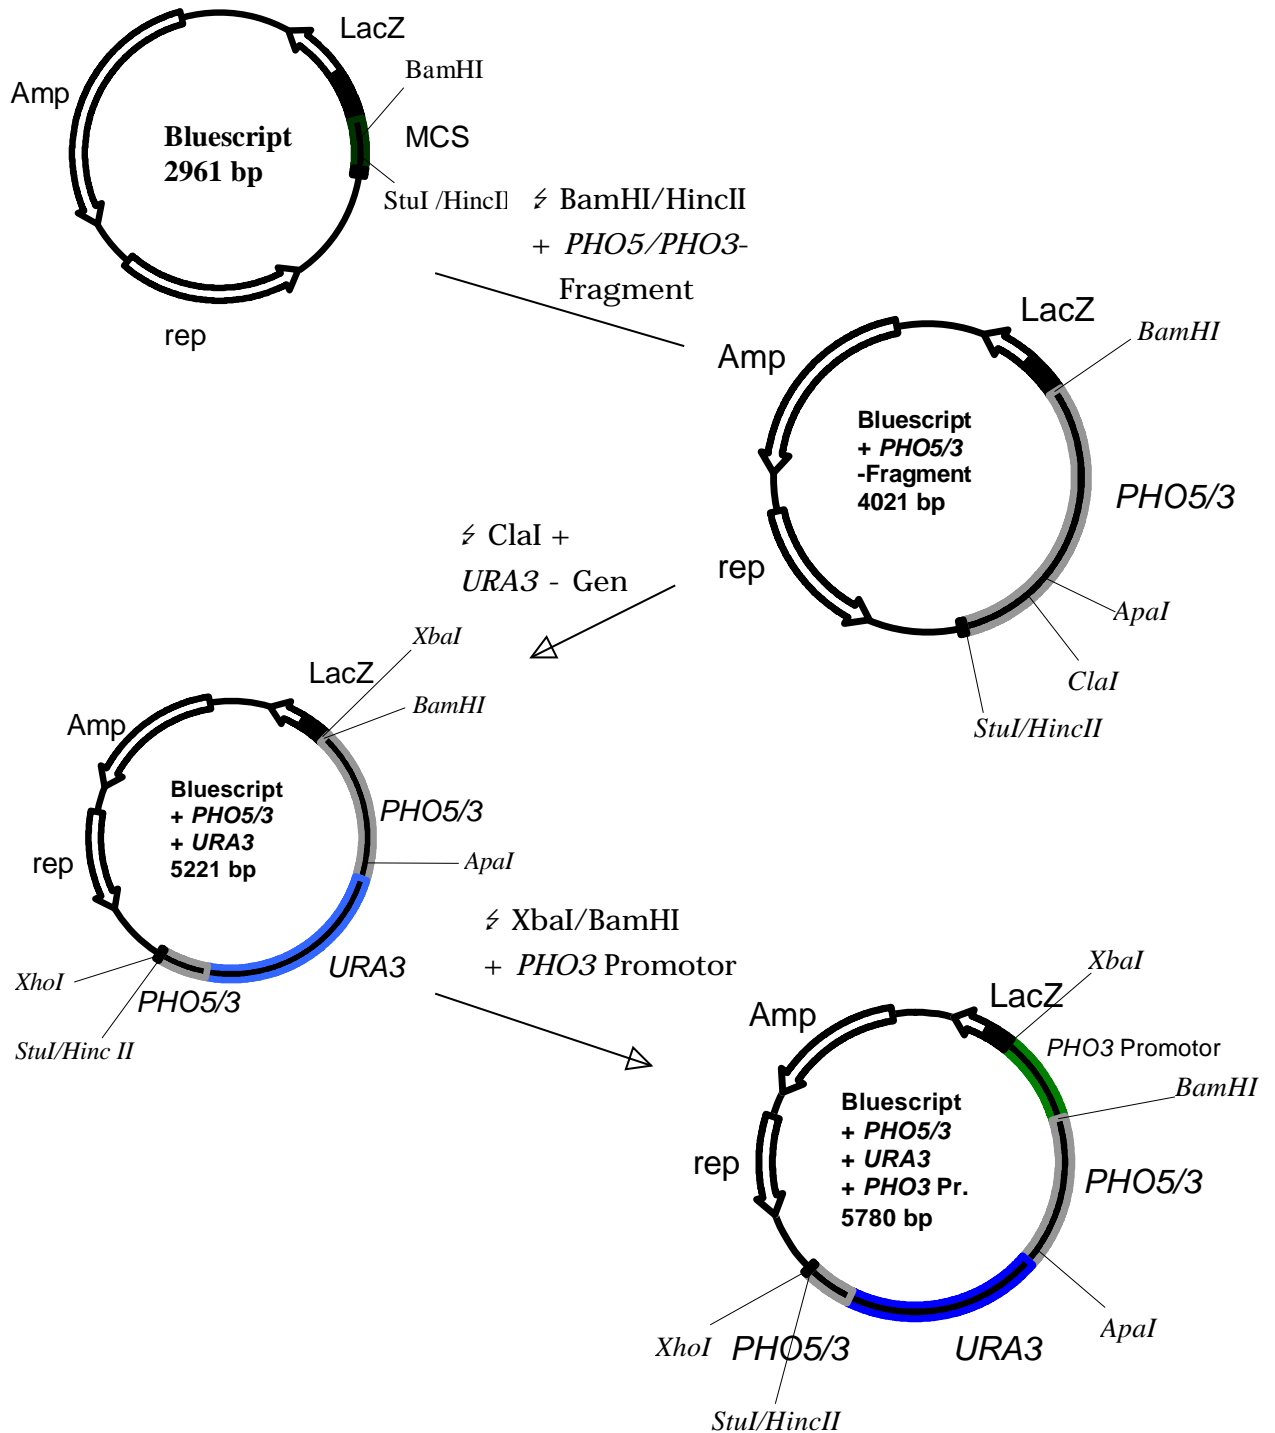 LacZ
BamHI
Amp
Bluescript
2961 bp
MCS
StuI /HincII
rep
BamHI/HincII
+ PHO5/PHO3-
Fragment
LacZ
BamHI
Amp
Bluescript
+ PHO5/3
-Fragment
4021 bp
PHO5/3
rep
ApaI
ClaI
StuI/HincII
ClaI +
URA3 - Gen
XbaI
LacZ
BamHI
Amp
Bluescript
+ PHO5/3
+ URA3
5221 bp
PHO5/3
rep
ApaI
URA3
XhoI
PHO5/3
StuI/Hinc II
XbaI/BamHI
+ PHO3 Promotor
XbaI
LacZ
Amp
PHO3 Promotor
BamHI
Bluescript
+ PHO5/3
+ URA3
+ PHO3 Pr.
5780 bp
rep
PHO5/3
ApaI
XhoI
PHO5/3
URA3
StuI/HincII